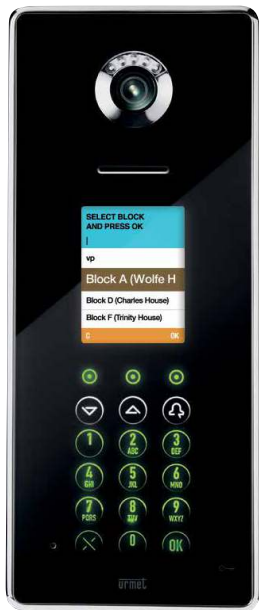 SELECT BLOCK
AND PRESS OK
vp
Block A (Wolfe H
Block D (Charles House)
Block F (Trinity House)
C OK
1 2 3
ABC DEF
4 5 6
GHI JKL MNO
7 8 9
PQRS TUV WXYZ
0 OK
urmet